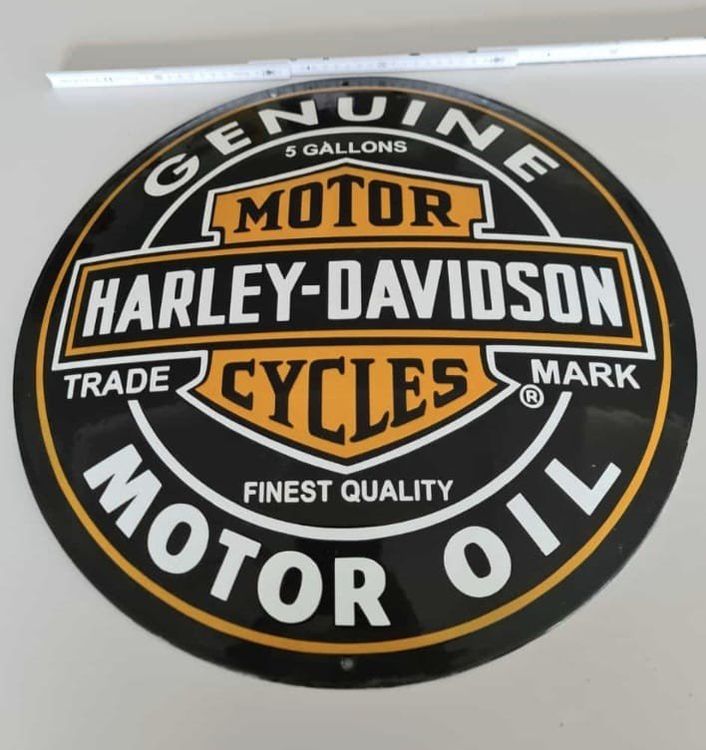 GENUINE
5 GALLONS
MOTOR
HARLEY-DAVIDSON
CYCLES
TRADE MARK
®
FINEST QUALITY
MOTOR OIL